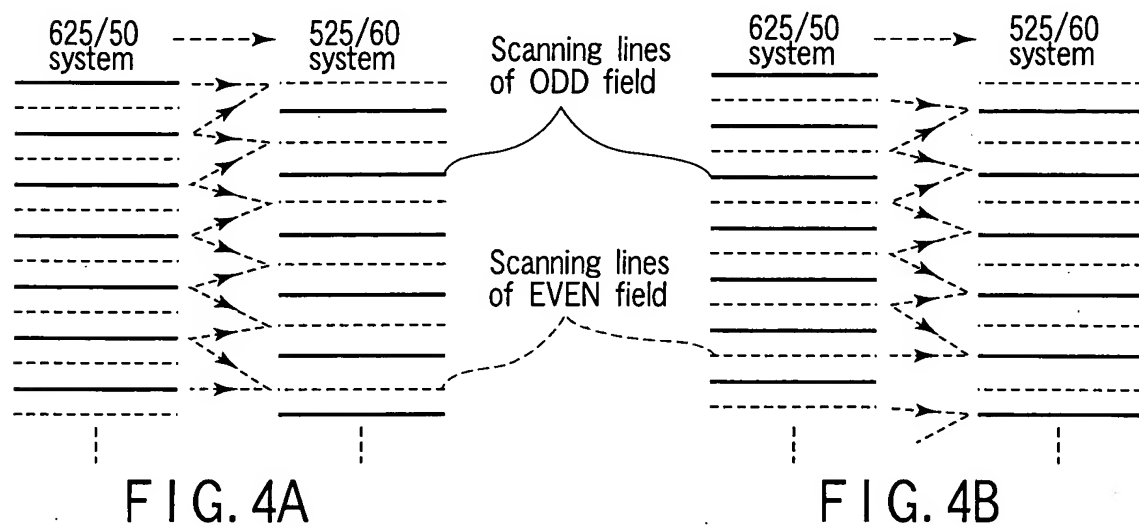 625/50
system
525/60
system
Scanning lines
of ODD field
Scanning lines
of EVEN field
625/50
system
525/60
system
FIG. 4A
FIG. 4B